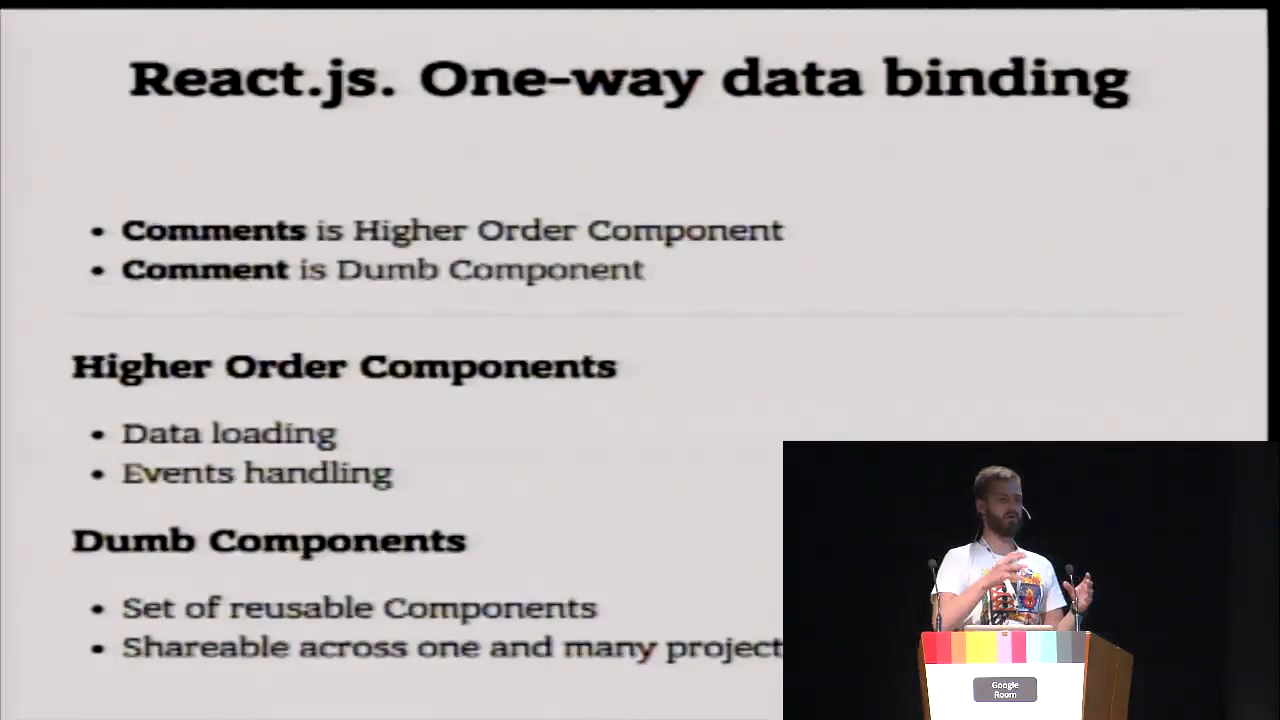 React.js. One-way data binding
• Comments is Higher Order Component
• Comment is Dumb Component
Higher Order Components
• Data loading
• Events handling
Dumb Components
• Set of reusable Components
• Shareable across one and many project
Google
Room